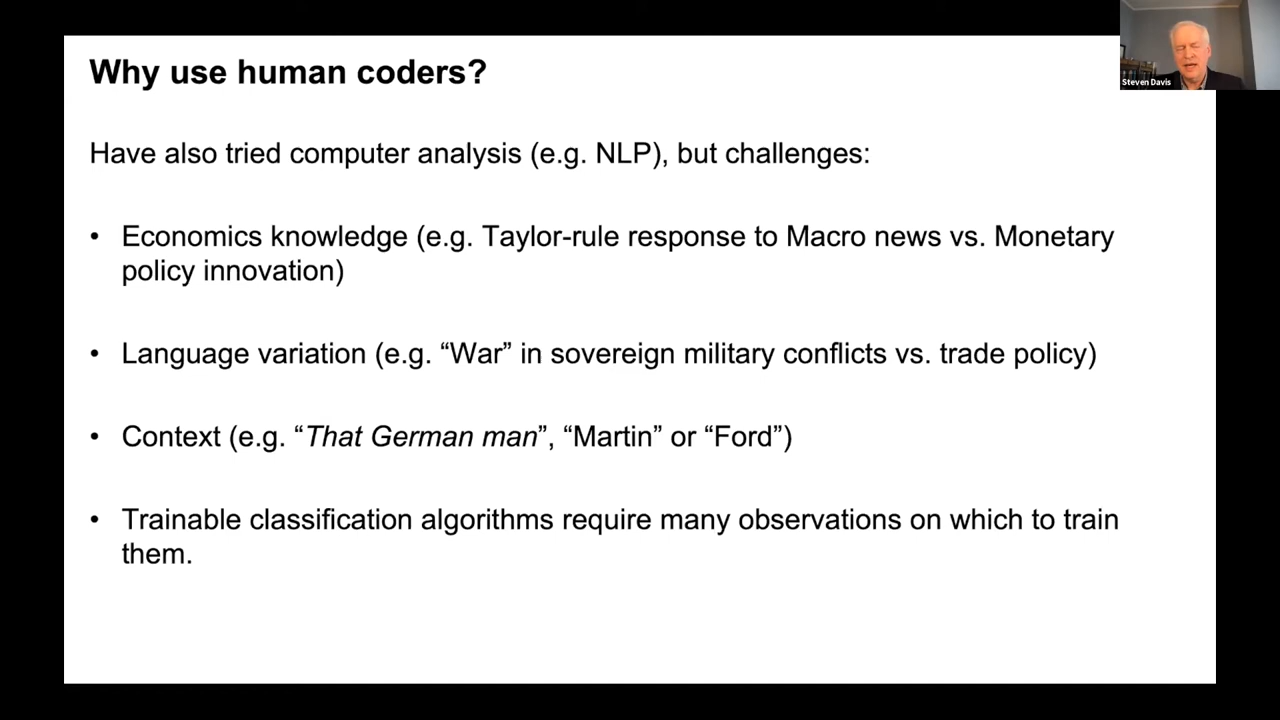 Why use human coders?
Steven Davis
Have also tried computer analysis (e.g. NLP), but challenges:
• Economics knowledge (e.g. Taylor-rule response to Macro news vs. Monetary
policy innovation)
• Language variation (e.g. “War” in sovereign military conflicts vs. trade policy)
• Context (e.g. “That German man”, “Martin” or “Ford”)
• Trainable classification algorithms require many observations on which to train
them.